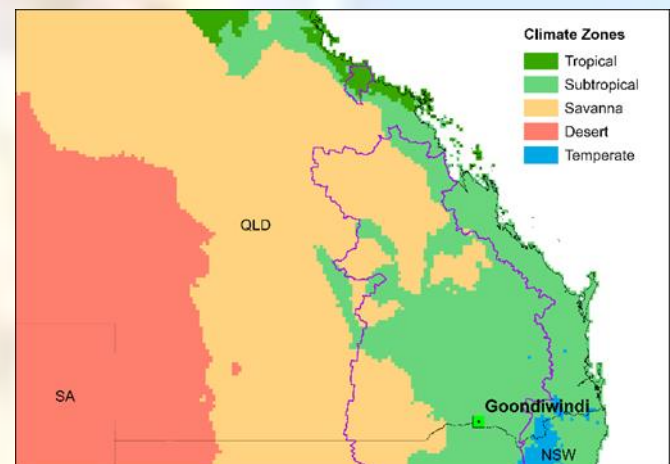 Climate Zones
Tropical
Subtropical
Savanna
Desert
Temperate
QLD
SA
Goondiwindi
NSW